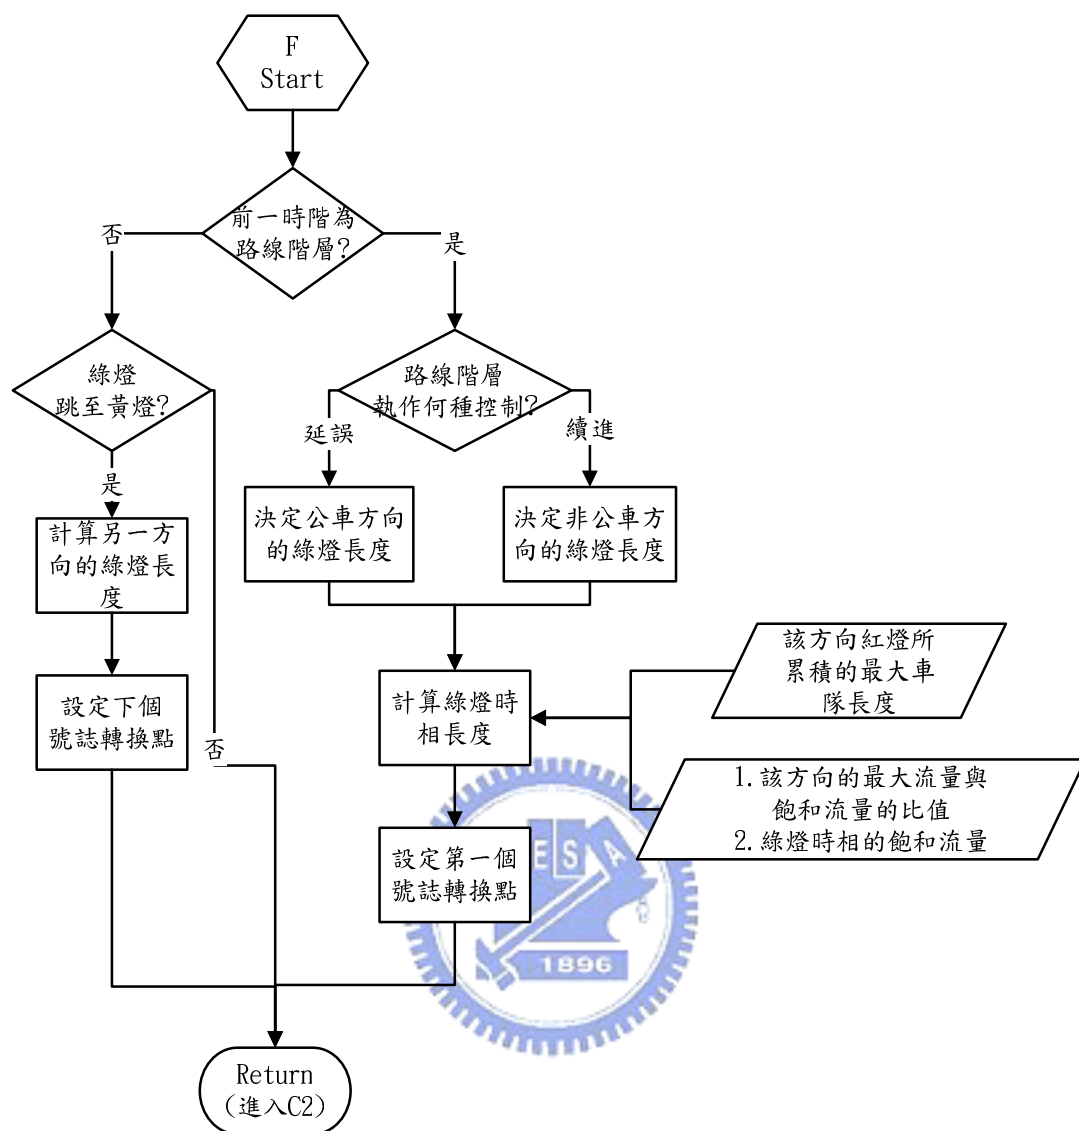 F
Start
前一時階為
路線階層?
否
是
綠燈
跳至黃燈?
路線階層
執作何種控制?
延誤
續進
是
計算另一方
向的綠燈長
度
決定公車方向
的綠燈長度
決定非公車方
向的綠燈長度
設定下個
號誌轉換點
否
計算綠燈時
相長度
該方向紅燈所
累積的最大車
隊長度
1.該方向的最大流量與
飽和流量的比值
2.綠燈時相的飽和流量
設定第一個
號誌轉換點
ESA
1896
Return
(進入C2)